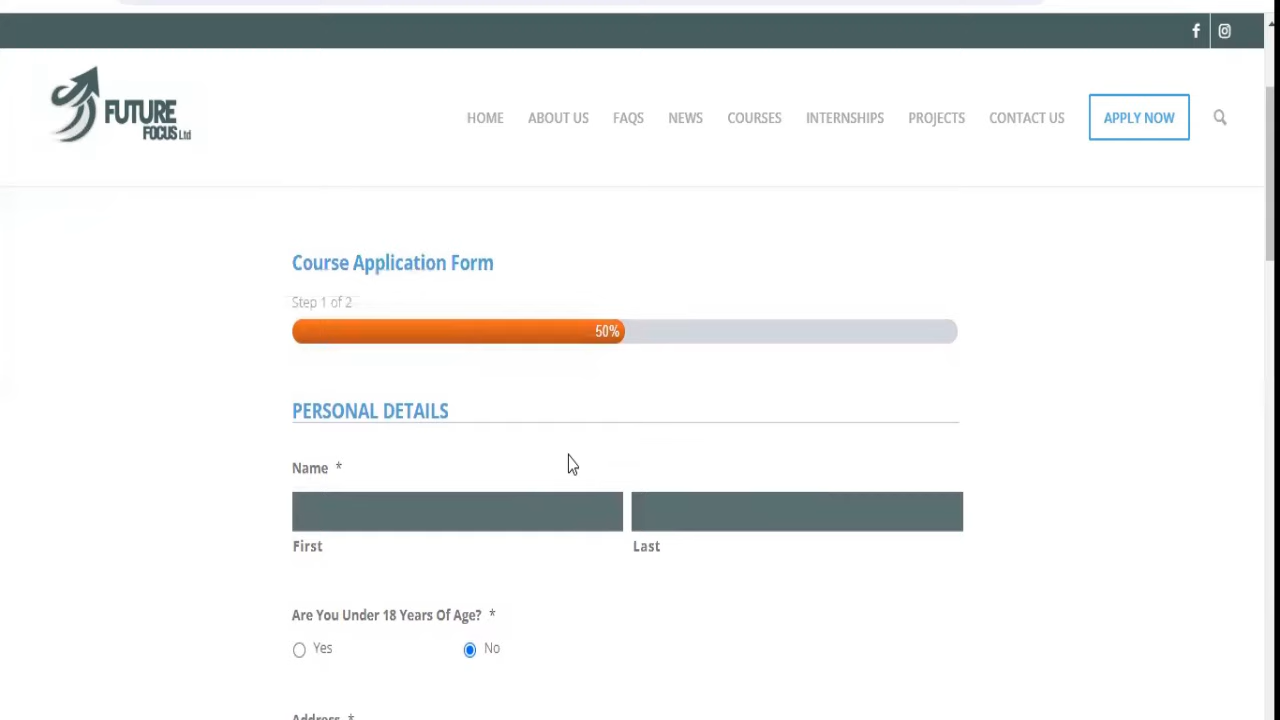 FUTURE
FOCUS Ltd
HOME ABOUT US FAQS NEWS COURSES INTERNSHIPS PROJECTS CONTACT US APPLY NOW
Course Application Form
Step 1 of 2
50%
PERSONAL DETAILS
Name *
First Last
Are You Under 18 Years Of Age? *
Yes No
Address *